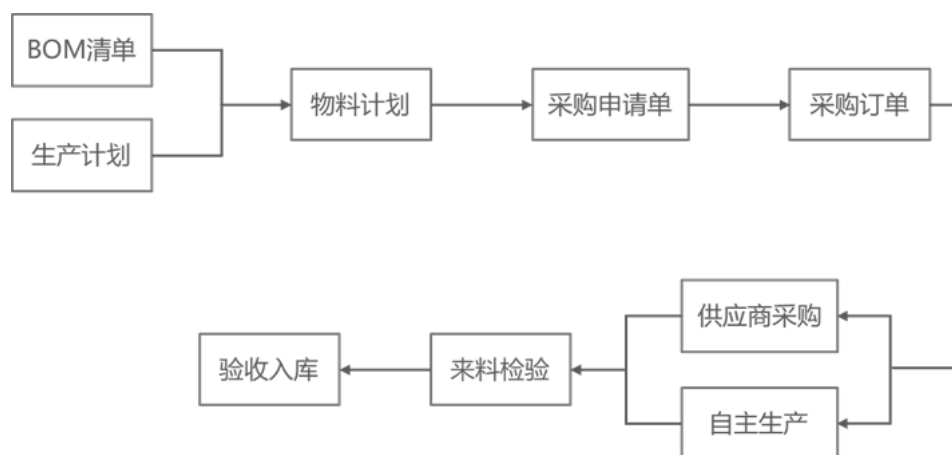 BOM清单
生产计划
物料计划
采购申请单
采购订单
供应商采购
自主生产
来料检验
验收入库